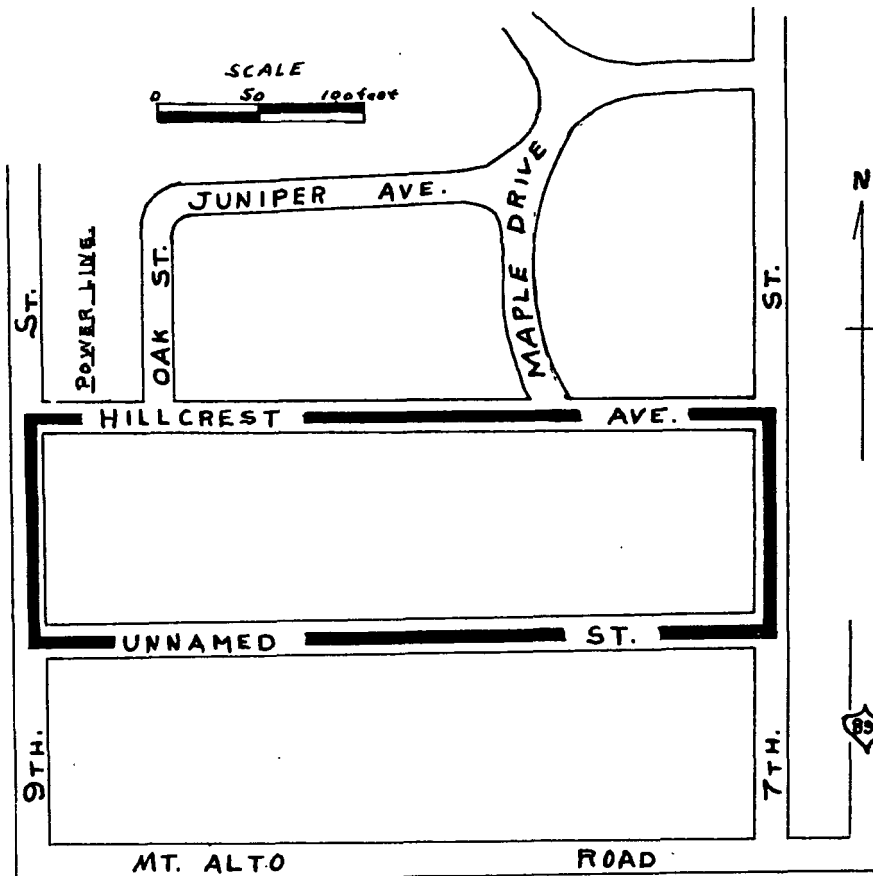 SCALE
0 50 100 feet
JUNIPER AVE.
MAPLE DRIVE
N
OAK ST.
POWER LINE
ST.
ST.
HILLCREST AVE.
UNNAMED ST.
9TH.
7TH.
89
MT. ALTO ROAD